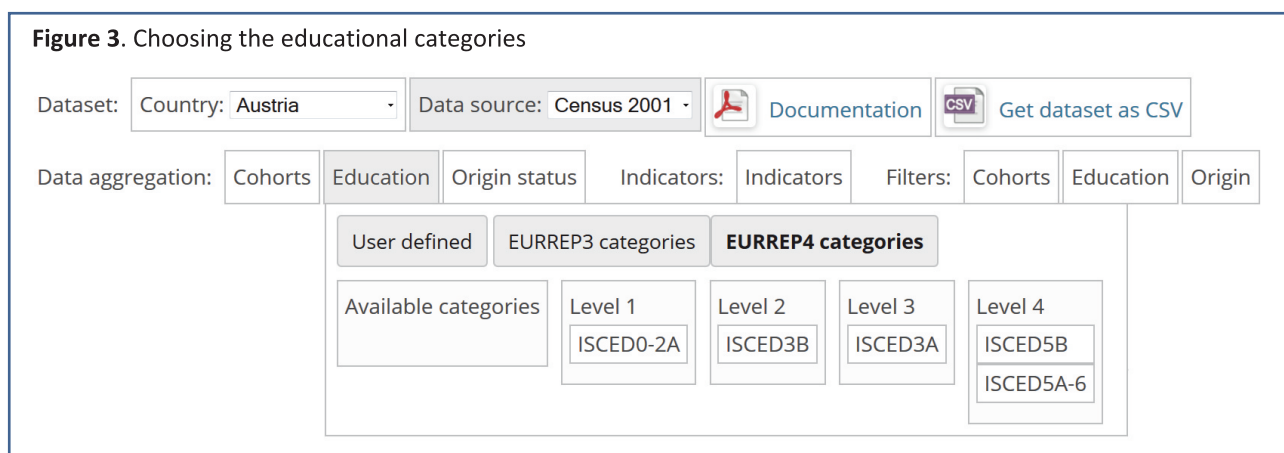 Figure 3. Choosing the educational categories
Dataset: Country: Austria Data source: Census 2001 Documentation CSV Get dataset as CSV
Data aggregation: Cohorts Education Origin status Indicators: Indicators Filters: Cohorts Education Origin
User defined EURREP3 categories EURREP4 categories
Available categories Level 1 Level 2 Level 3 Level 4
ISCED0-2A ISCED3B ISCED3A ISCED5B
ISCED5A-6